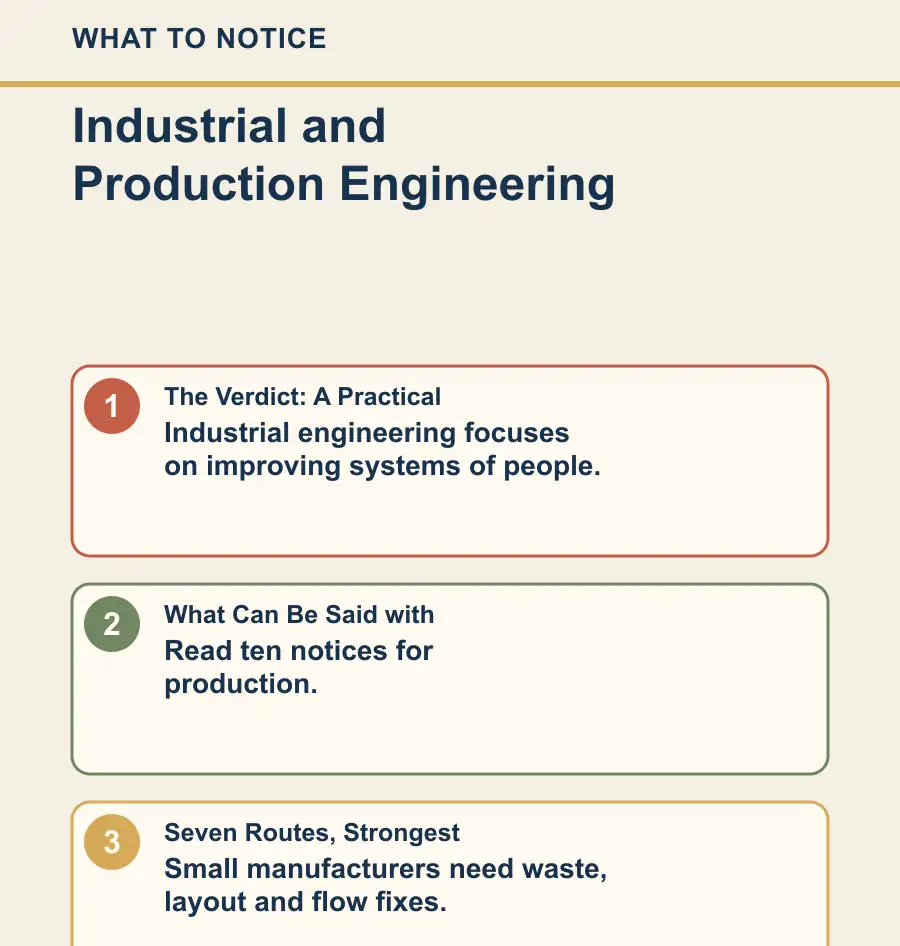 WHAT TO NOTICE
Industrial and
Production Engineering
1
The Verdict: A Practical
Industrial engineering focuses
on improving systems of people.
2
What Can Be Said with
Read ten notices for
production.
3
Seven Routes, Strongest
Small manufacturers need waste,
layout and flow fixes.